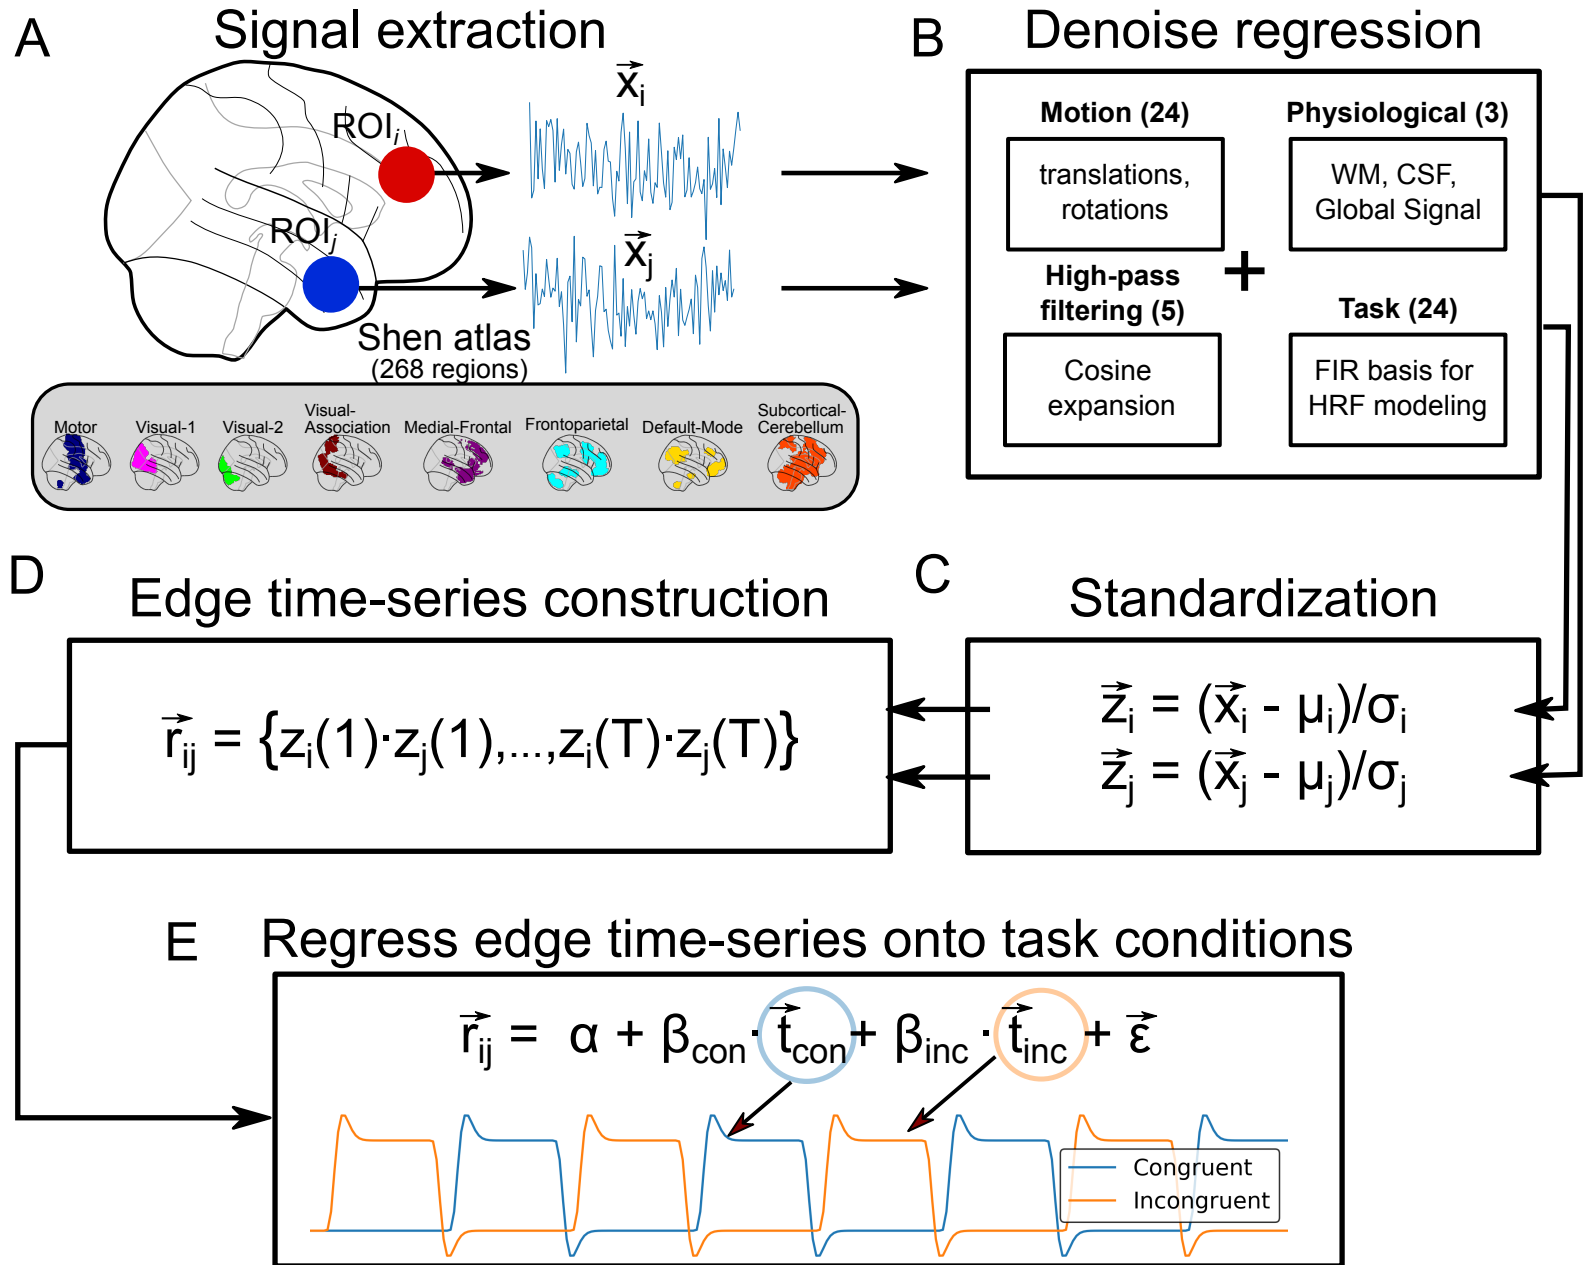 A
Signal extraction
ROIi
x⃗i
ROIj
x⃗j
Shen atlas
(268 regions)
Motor
Visual-1
Visual-2
Visual-
Association
Medial-Frontal
Frontoparietal
Default-Mode
Subcortical-
Cerebellum
B
Denoise regression
Motion (24)
translations,
rotations
Physiological (3)
WM, CSF,
Global Signal
+
High-pass
filtering (5)
Cosine
expansion
Task (24)
FIR basis for
HRF modeling
C
Standardization
z⃗i = (x⃗i - μi)/σi
z⃗j = (x⃗j - μj)/σj
D
Edge time-series construction
r⃗ij = {zi(1)·zj(1),...,zi(T)·zj(T)}
E
Regress edge time-series onto task conditions
r⃗ij = α + βcon · t⃗con + βinc · t⃗inc + ε⃗
Congruent
Incongruent